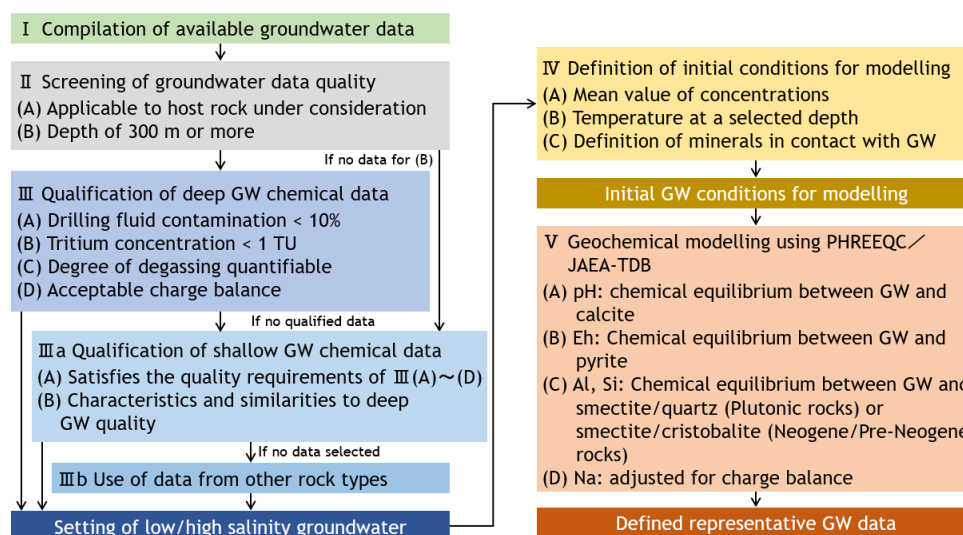 Ⅰ Compilation of available groundwater data
Ⅱ Screening of groundwater data quality
(A) Applicable to host rock under consideration
(B) Depth of 300 m or more
If no data for (B)
Ⅲ Qualification of deep GW chemical data
(A) Drilling fluid contamination < 10%
(B) Tritium concentration < 1 TU
(C) Degree of degassing quantifiable
(D) Acceptable charge balance
If no qualified data
Ⅲa Qualification of shallow GW chemical data
(A) Satisfies the quality requirements of Ⅲ(A)～(D)
(B) Characteristics and similarities to deep
GW quality
If no data selected
Ⅲb Use of data from other rock types
Setting of low/high salinity groundwater
Ⅳ Definition of initial conditions for modelling
(A) Mean value of concentrations
(B) Temperature at a selected depth
(C) Definition of minerals in contact with GW
Initial GW conditions for modelling
Ⅴ Geochemical modelling using PHREEQC／
JAEA-TDB
(A) pH: chemical equilibrium between GW and
calcite
(B) Eh: Chemical equilibrium between GW and
pyrite
(C) Al, Si: Chemical equilibrium between GW and
smectite/quartz (Plutonic rocks) or
smectite/cristobalite (Neogene/Pre-Neogene
rocks)
(D) Na: adjusted for charge balance
Defined representative GW data